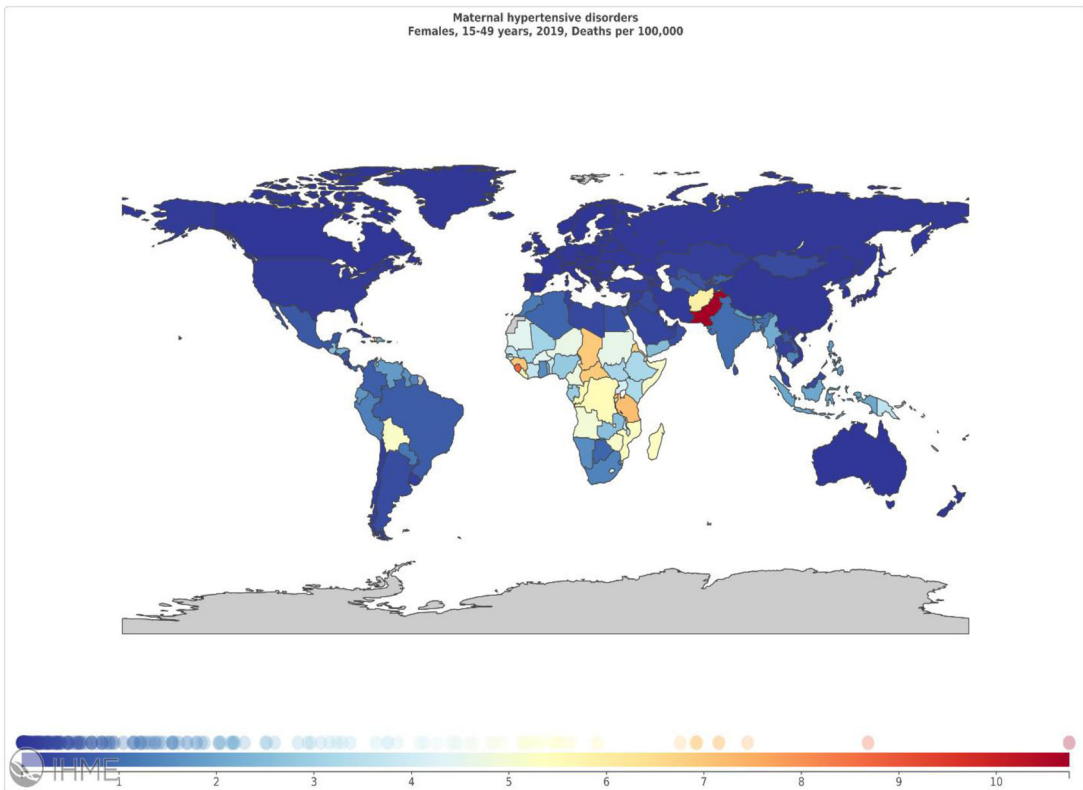 Maternal hypertensive disorders
Females, 15-49 years, 2019, Deaths per 100,000
IHME
1 2 3 4 5 6 7 8 9 10